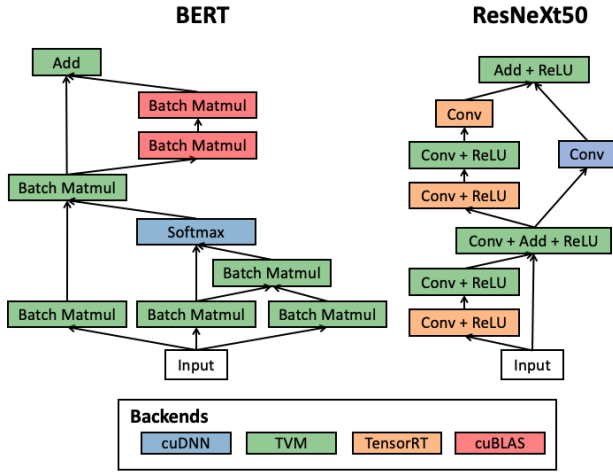 BERT
Add
Batch Matmul
Batch Matmul
Batch Matmul
Softmax
Batch Matmul
Batch Matmul
Batch Matmul
Batch Matmul
Input
ResNeXt50
Add + ReLU
Conv
Conv + ReLU
Conv
Conv + ReLU
Conv + Add + ReLU
Conv + ReLU
Conv + ReLU
Input
Backends
cuDNN
TVM
TensorRT
cuBLAS